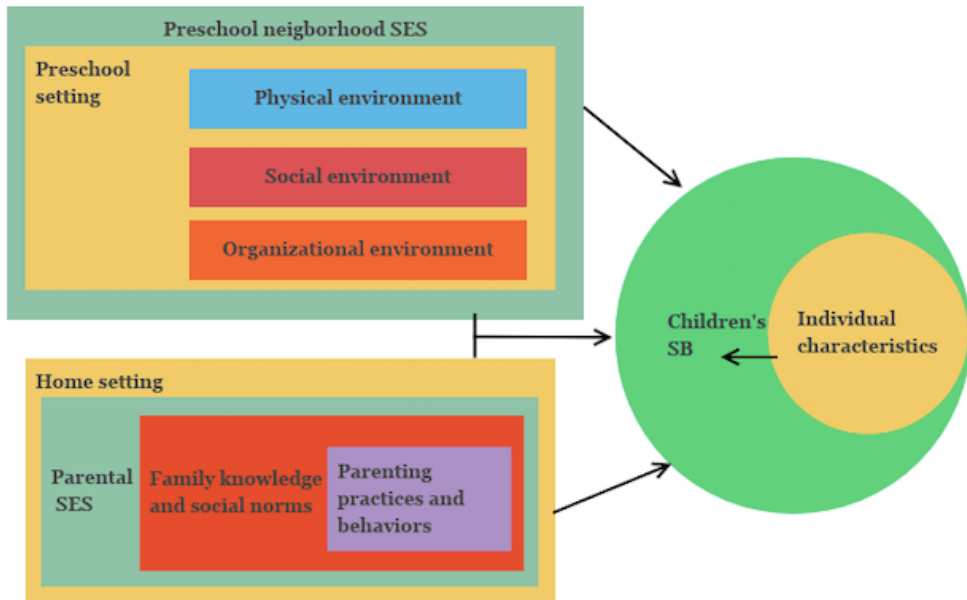 Preschool neigborhood SES
Preschool
setting
Physical environment
Social environment
Organizational environment
Children's
SB
Individual
characteristics
Home setting
Parental
SES
Family knowledge
and social norms
Parenting
practices and
behaviors